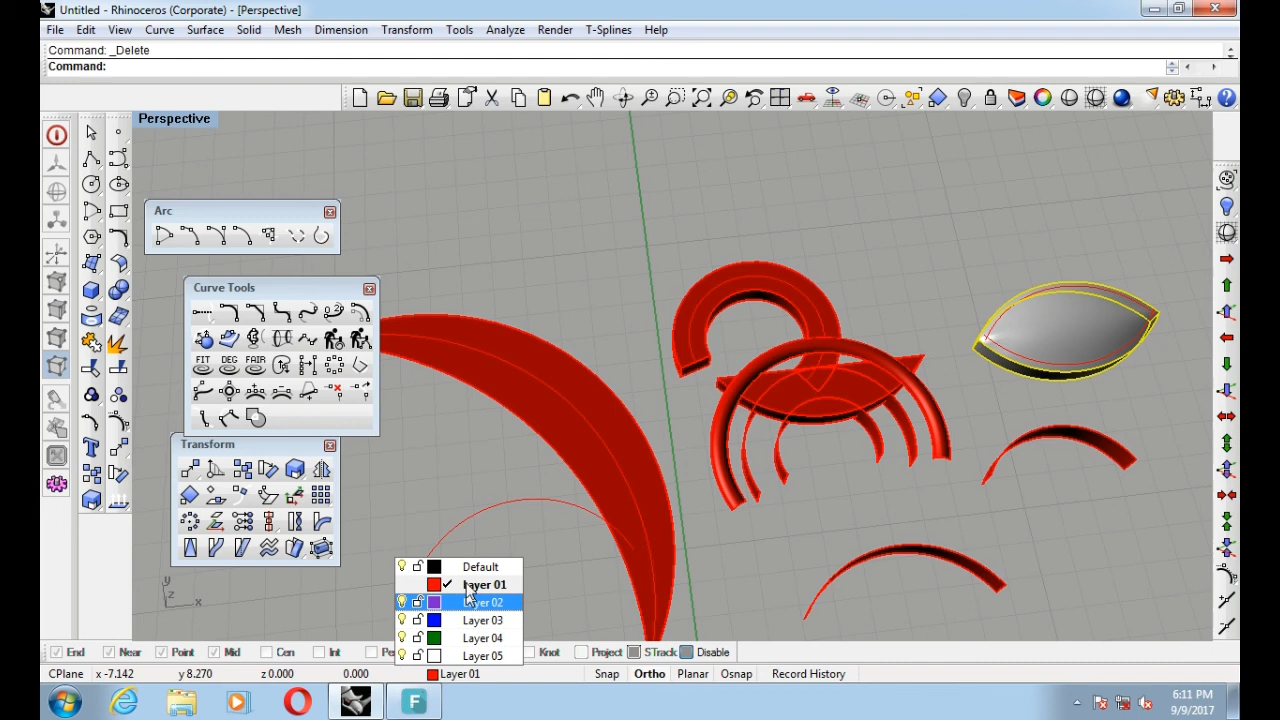 Untitled - Rhinoceros (Corporate) - [Perspective]
File Edit View Curve Surface Solid Mesh Dimension Transform Tools Analyze Render T-Splines Help
Command: _Delete
Command:
Perspective
Arc
Curve Tools
FIT DEG FAIR
Transform
y
z x
Default
Layer 01
Layer 02
Layer 03
Layer 04
Layer 05
End Near Point Mid Cen Int Knot Project STrack Disable
CPlane x -7.142 y 8.270 z 0.000 0.000 Layer 01 Snap Ortho Planar Osnap Record History
6:11 PM
9/9/2017